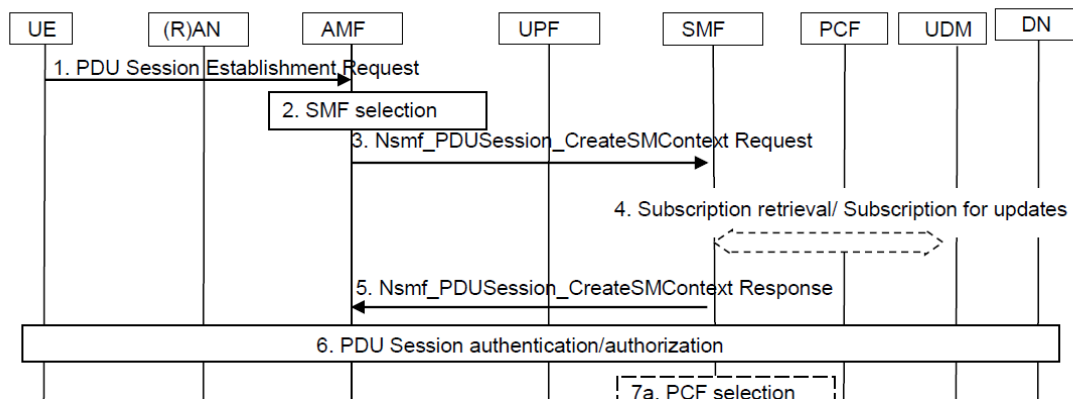 UE (R)AN AMF UPF SMF PCF UDM DN
1. PDU Session Establishment Request
2. SMF selection
3. Nsmf_PDUSession_CreateSMContext Request
4. Subscription retrieval/ Subscription for updates
5. Nsmf_PDUSession_CreateSMContext Response
6. PDU Session authentication/authorization
7a. PCF selection